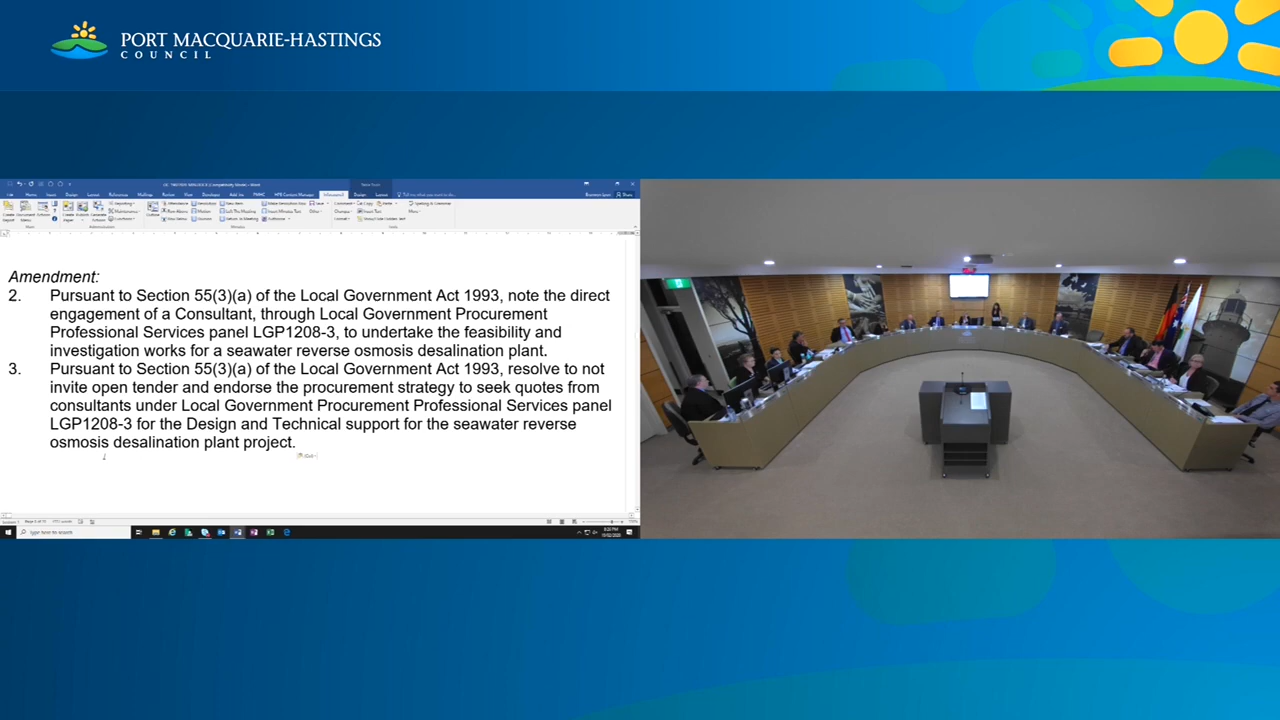 PORT MACQUARIE-HASTINGS
COUNCIL
Amendment:
2. Pursuant to Section 55(3)(a) of the Local Government Act 1993, note the direct
engagement of a Consultant, through Local Government Procurement
Professional Services panel LGP1208-3, to undertake the feasibility and
investigation works for a seawater reverse osmosis desalination plant.
3. Pursuant to Section 55(3)(a) of the Local Government Act 1993, resolve to not
invite open tender and endorse the procurement strategy to seek quotes from
consultants under Local Government Procurement Professional Services panel
LGP1208-3 for the Design and Technical support for the seawater reverse
osmosis desalination plant project.
Type here to search